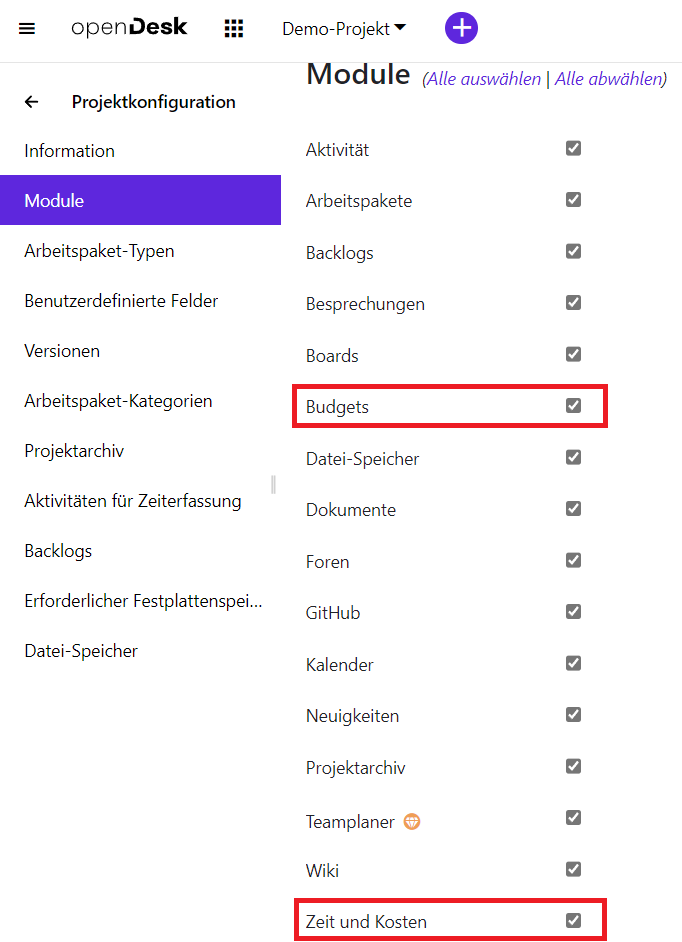 openDesk
Demo-Projekt
Projektkonfiguration
Information
Module
Arbeitspaket-Typen
Benutzerdefinierte Felder
Versionen
Arbeitspaket-Kategorien
Projektarchiv
Aktivitäten für Zeiterfassung
Backlogs
Erforderlicher Festplattenspei...
Datei-Speicher
Module (Alle auswählen | Alle abwählen)
Aktivität
Arbeitspakete
Backlogs
Besprechungen
Boards
Budgets
Datei-Speicher
Dokumente
Foren
GitHub
Kalender
Neuigkeiten
Projektarchiv
Teamplaner
Wiki
Zeit und Kosten